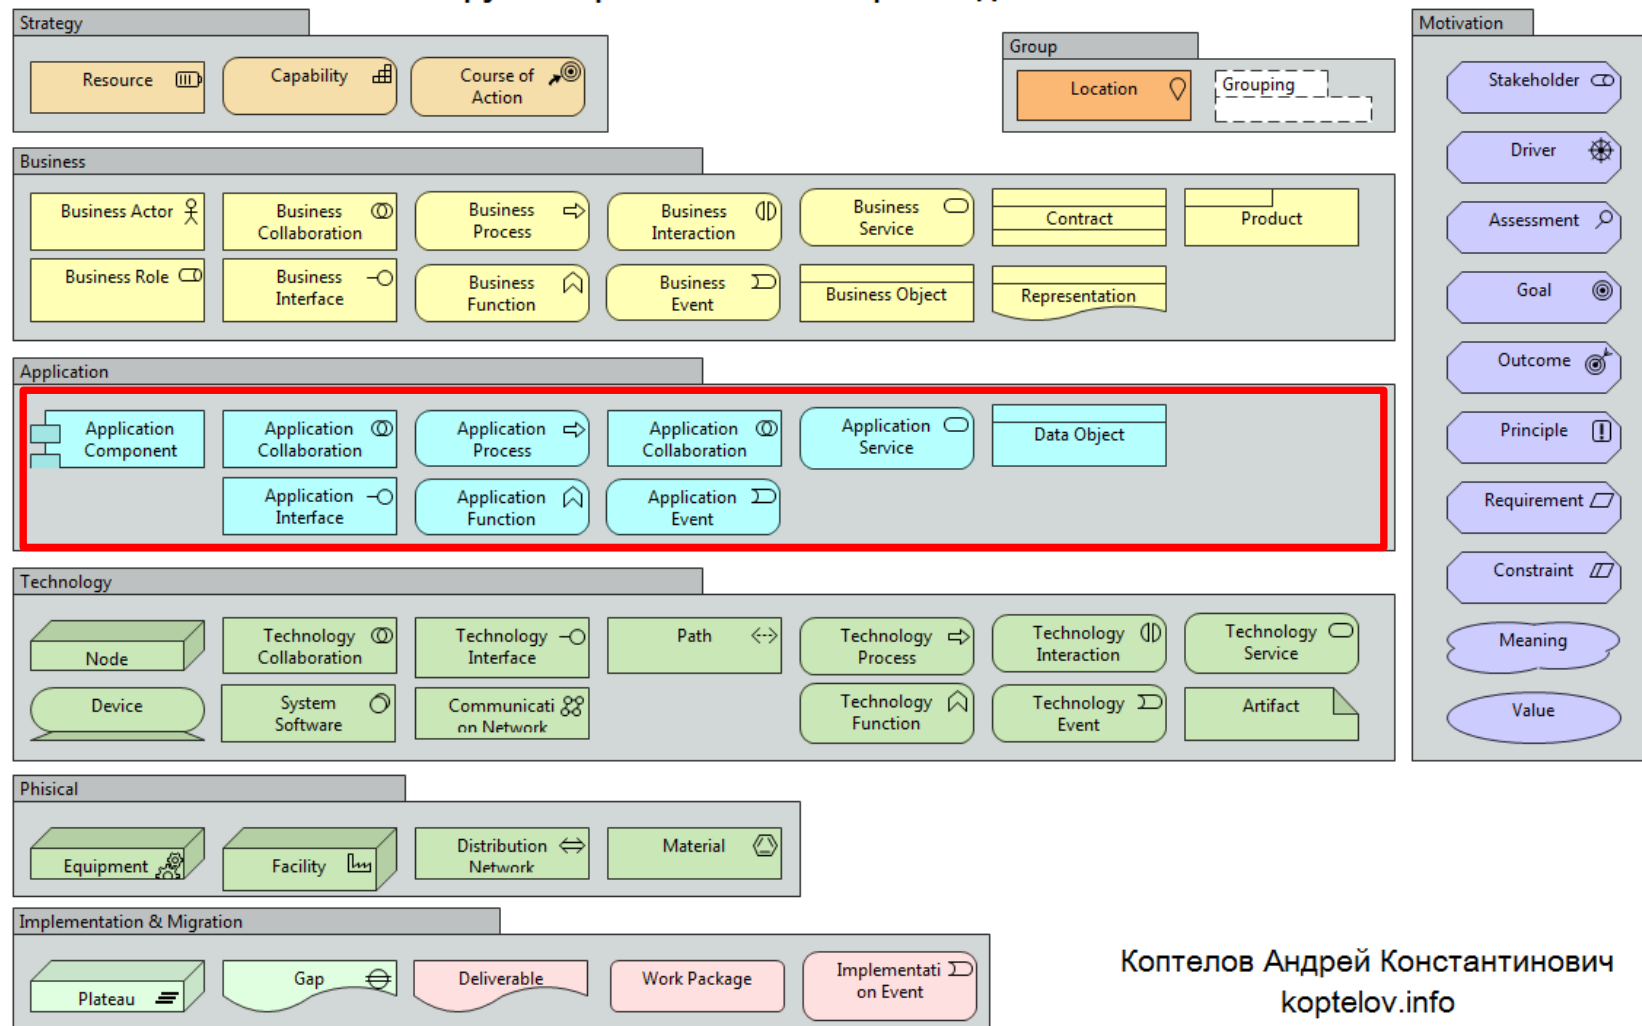 Strategy
Resource
Capability
Course of
Action
Group
Location
Grouping
Motivation
Stakeholder
Driver
Assessment
Goal
Outcome
Principle
Requirement
Constraint
Meaning
Value
Business
Business Actor
Business
Collaboration
Business
Process
Business
Interaction
Business
Service
Contract
Product
Business Role
Business
Interface
Business
Function
Business
Event
Business Object
Representation
Application
Application
Component
Application
Collaboration
Application
Process
Application
Collaboration
Application
Service
Data Object
Application
Interface
Application
Function
Application
Event
Technology
Node
Technology
Collaboration
Technology
Interface
Path
Technology
Process
Technology
Interaction
Technology
Service
Device
System
Software
Communicati
on Network
Technology
Function
Technology
Event
Artifact
Phisical
Equipment
Facility
Distribution
Network
Material
Implementation & Migration
Plateau
Gap
Deliverable
Work Package
Implementati
on Event
Коптелов Андрей Константинович
koptelov.info